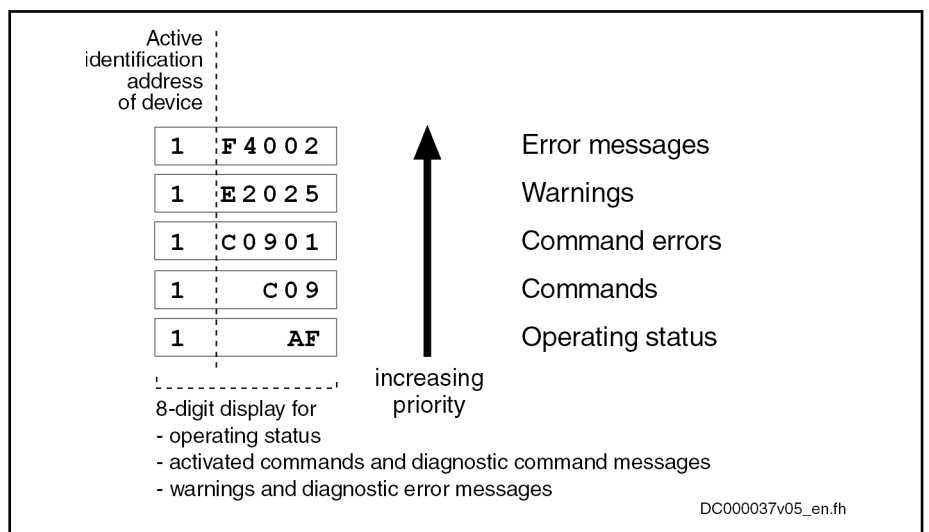 Active
identification
address
of device
1 F4002 Error messages
1 E2025 Warnings
1 C0901 Command errors
1 C09 Commands
1 AF Operating status
increasing
priority
8-digit display for
- operating status
- activated commands and diagnostic command messages
- warnings and diagnostic error messages
DC000037v05_en.fh